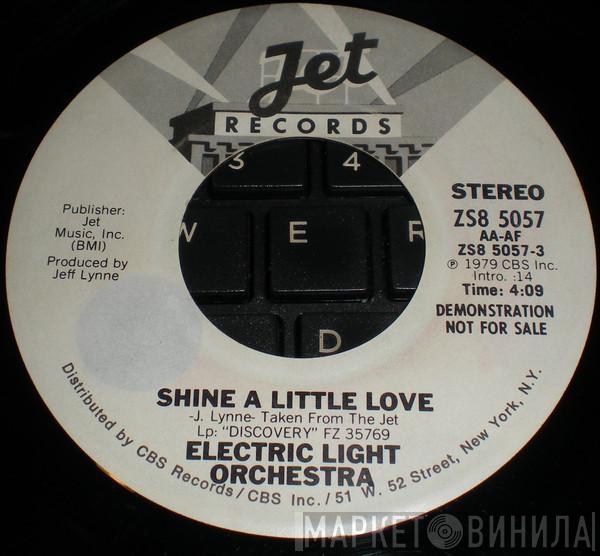 Jet
RECORDS
3
4
W
E
R
D
Publisher:
Jet
Music, Inc.
(BMI)
Produced by
Jeff Lynne
STEREO
ZS8 5057
AA-AF
ZS8 5057-3
℗ 1979 CBS Inc.
Intro. :14
Time: 4:09
DEMONSTRATION
NOT FOR SALE
SHINE A LITTLE LOVE
-J. Lynne- Taken From The Jet
Lp: "DISCOVERY" FZ 35769
ELECTRIC LIGHT
ORCHESTRA
Distributed by CBS Records/CBS Inc./51 W. 52 Street, New York, N.Y.
МАРКЕТ ВИНИЛА